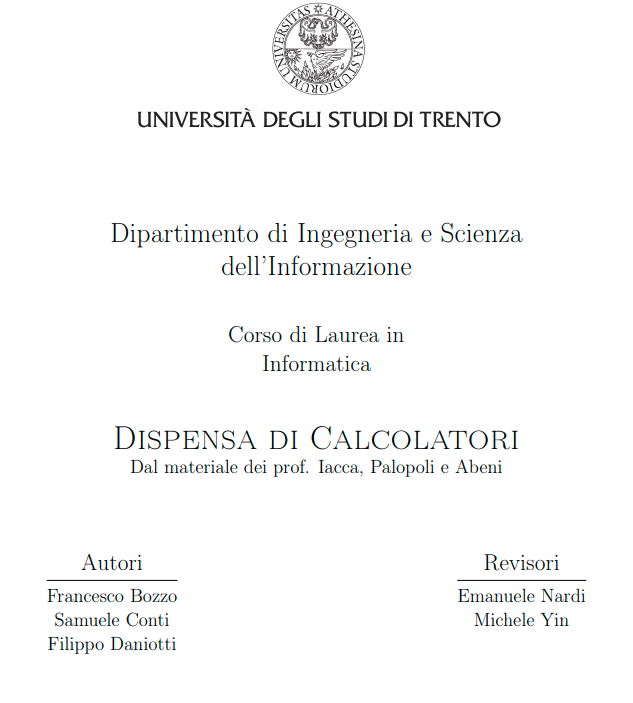 UNIVERSITAS ATHESINA STUDIORUM
UNIVERSITÀ DEGLI STUDI DI TRENTO
Dipartimento di Ingegneria e Scienza
dell'Informazione
Corso di Laurea in
Informatica
Dispensa di Calcolatori
Dal materiale dei prof. Iacca, Palopoli e Abeni
Autori
Francesco Bozzo
Samuele Conti
Filippo Daniotti
Revisori
Emanuele Nardi
Michele Yin